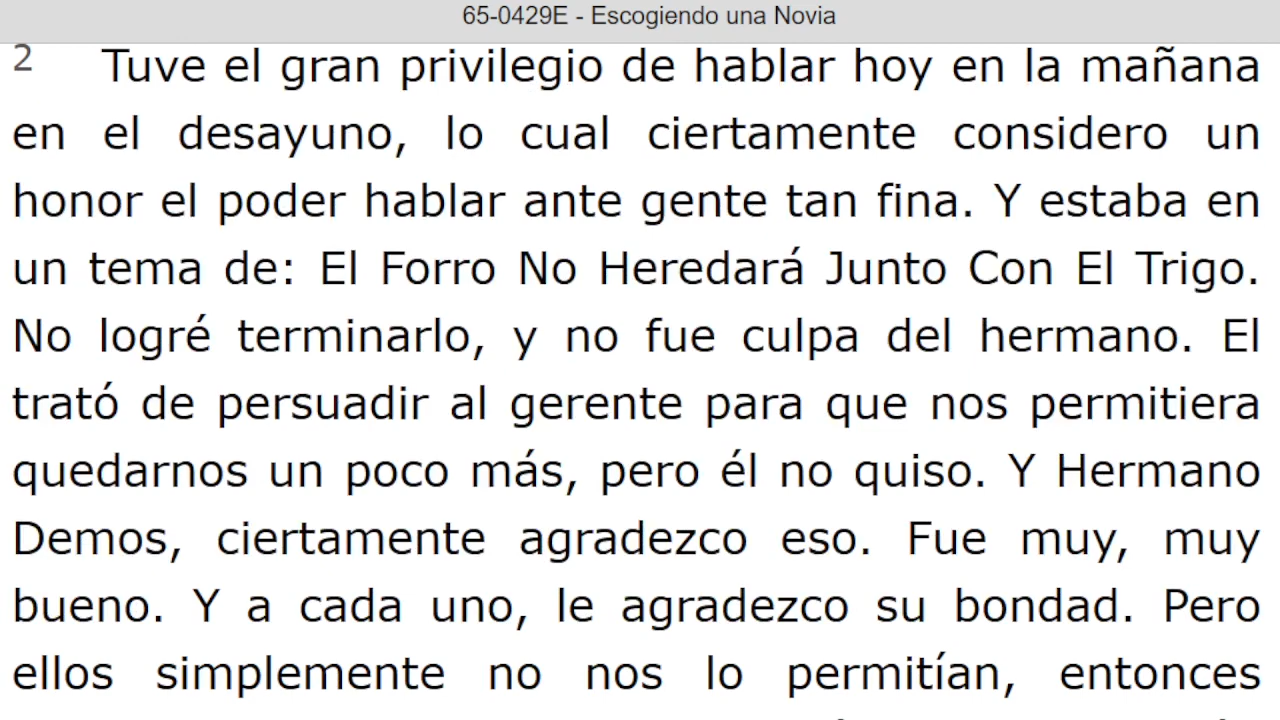 65-0429E - Escogiendo una Novia
2 Tuve el gran privilegio de hablar hoy en la mañana
en el desayuno, lo cual ciertamente considero un
honor el poder hablar ante gente tan fina. Y estaba en
un tema de: El Forro No Heredará Junto Con El Trigo.
No logré terminarlo, y no fue culpa del hermano. El
trató de persuadir al gerente para que nos permitiera
quedarnos un poco más, pero él no quiso. Y Hermano
Demos, ciertamente agradezco eso. Fue muy, muy
bueno. Y a cada uno, le agradezco su bondad. Pero
ellos simplemente no nos lo permitían, entonces